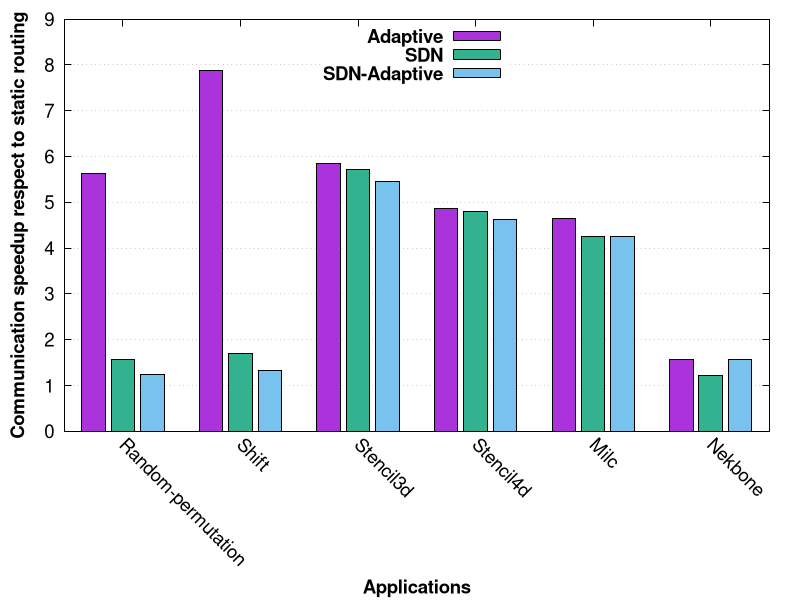 Communication speedup respect to static routing
9
8
7
6
5
4
3
2
1
0
Adaptive
SDN
SDN-Adaptive
Random-permutation
Shift
Stencil3d
Stencil4d
Milc
Nekbone
Applications